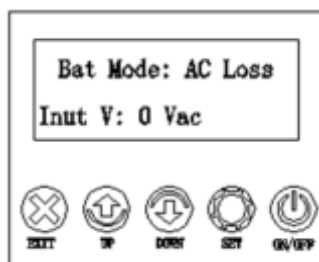 Bat Mode: AC Loss
Inut V: 0 Vac
EXIT UP DOWN SET ON/OFF